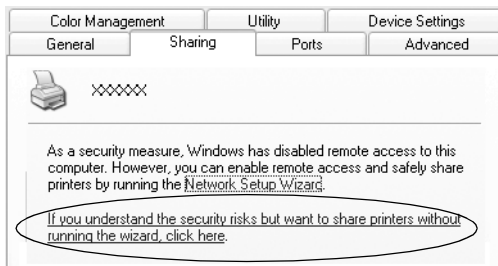 Color Management Utility Device Settings
General Sharing Ports Advanced
XXXXXX
As a security measure, Windows has disabled remote access to this
computer. However, you can enable remote access and safely share
printers by running the Network Setup Wizard.
If you understand the security risks but want to share printers without
running the wizard, click here.